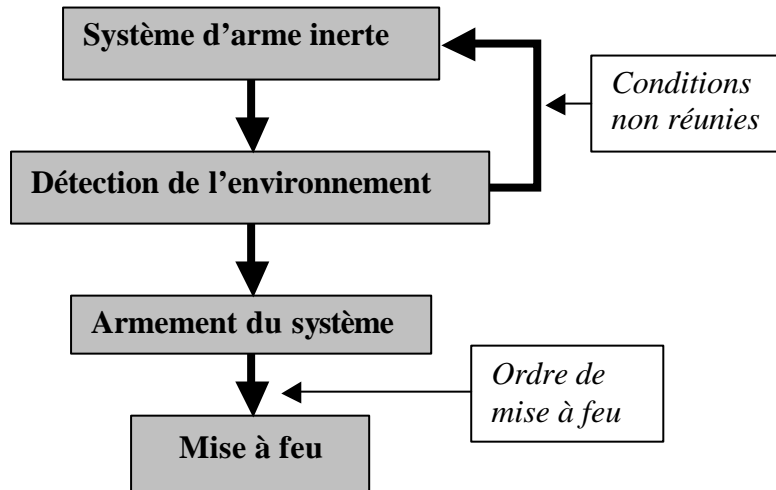 Système d'arme inerte
Conditions
non réunies
Détection de l'environnement
Armement du système
Ordre de
mise à feu
Mise à feu